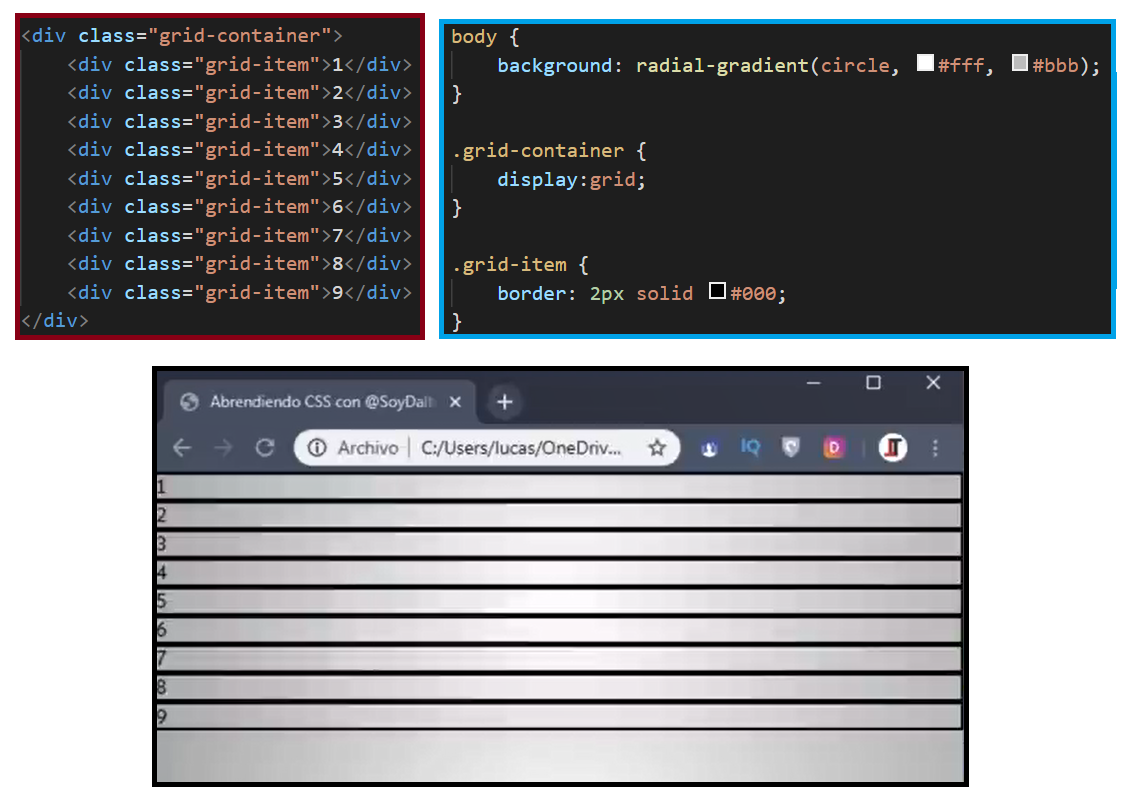 <div class="grid-container">
    <div class="grid-item">1</div>
    <div class="grid-item">2</div>
    <div class="grid-item">3</div>
    <div class="grid-item">4</div>
    <div class="grid-item">5</div>
    <div class="grid-item">6</div>
    <div class="grid-item">7</div>
    <div class="grid-item">8</div>
    <div class="grid-item">9</div>
</div>
body {
    background: radial-gradient(circle, #fff, #bbb);
}
.grid-container {
    display:grid;
}
.grid-item {
    border: 2px solid #000;
}
Abrendiendo CSS con @SoyDalt
Archivo | C:/Users/lucas/OneDriv...
IQ
D
1
2
3
4
5
6
7
8
9